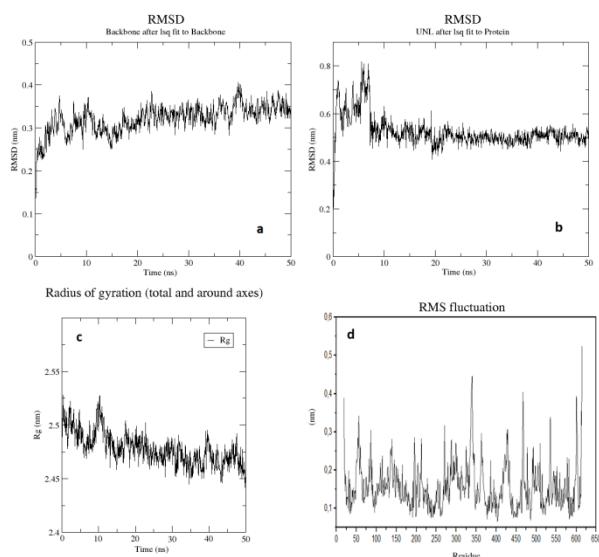 RMSD
Backbone after lsq fit to Backbone
0.5
0.4
0.3
0.2
0.1
0
RMSD (nm)
0 10 20 30 40 50
Time (ns)
a
RMSD
UNL after lsq fit to Protein
0.8
0.6
0.4
0.2
0
RMSD (nm)
0 10 20 30 40 50
Time (ns)
b
Radius of gyration (total and around axes)
c
Rg
2.55
2.5
2.45
2.4
Rg (nm)
0 10 20 30 40 50
Time (ns)
RMS fluctuation
d
0,6
0,5
0,4
0,3
0,2
0,1
(nm)
0 50 100 150 200 250 300 350 400 450 500 550 600 650
Residue